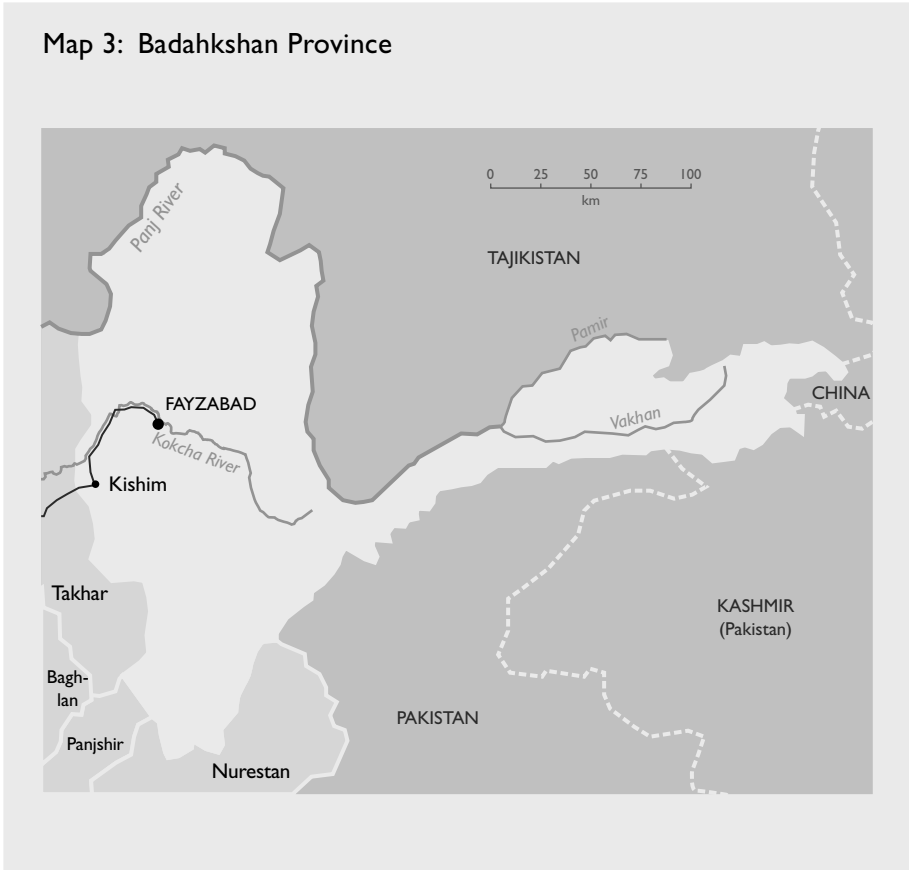 Map 3: Badahkshan Province
0 25 50 75 100
km
Panj River
TAJIKISTAN
Pamir
CHINA
FAYZABAD
Vakhan
Kokcha River
Kishim
Takhar
KASHMIR
(Pakistan)
Bagh-
lan
PAKISTAN
Panjshir
Nurestan